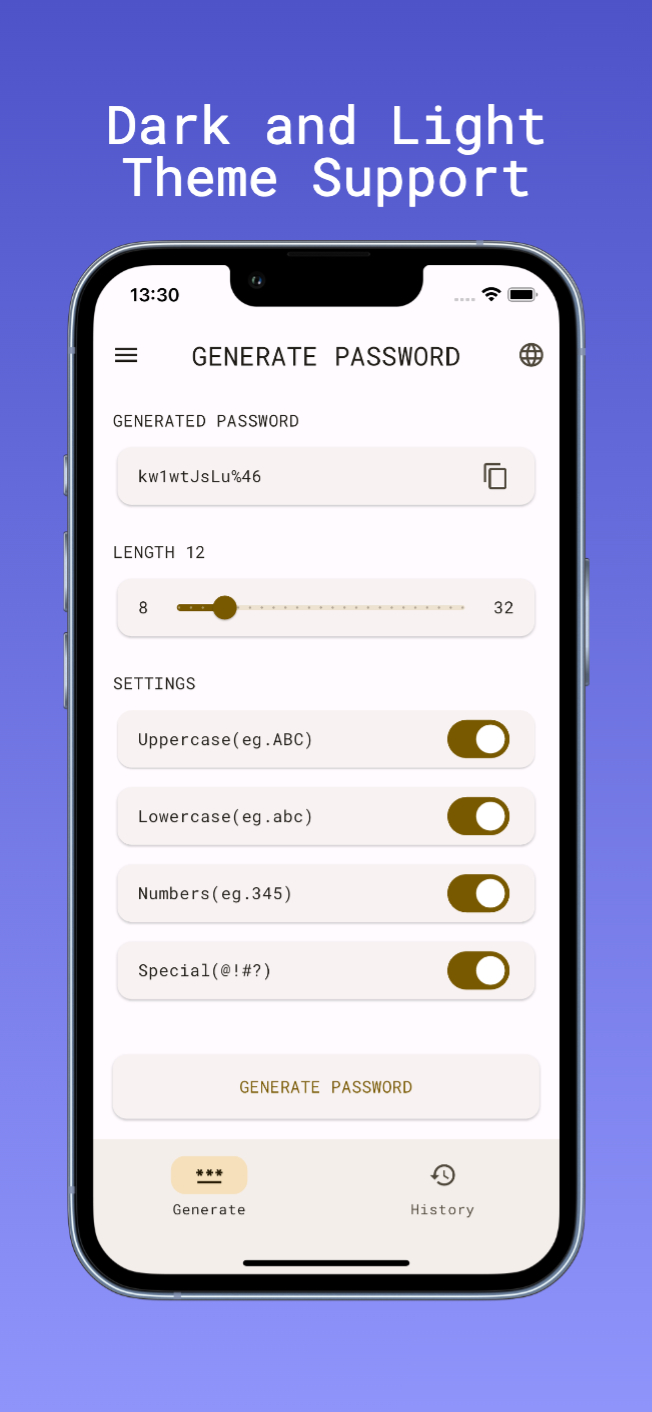 Dark and Light
Theme Support
13:30
GENERATE PASSWORD
GENERATED PASSWORD
kw1wtJsLu%46
LENGTH 12
8 32
SETTINGS
Uppercase(eg.ABC)
Lowercase(eg.abc)
Numbers(eg.345)
Special(@!#?)
GENERATE PASSWORD
Generate History